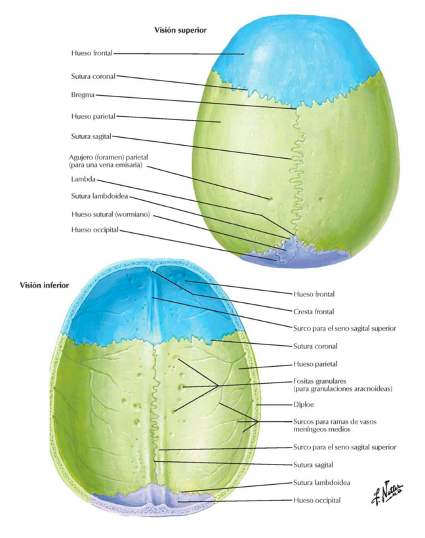 Visión superior
Hueso frontal
Sutura coronal
Bregma
Hueso parietal
Sutura sagital
Agujero (foramen) parietal
(para una vena emisaria)
Lambda
Sutura lambdoidea
Hueso sutural (wormiano)
Hueso occipital
Visión inferior
Hueso frontal
Cresta frontal
Surco para el seno sagital superior
Sutura coronal
Hueso parietal
Fositas granulares
(para granulaciones aracnoideas)
Diploe
Surcos para ramas de vasos
meníngeos medios
Surco para el seno sagital superior
Sutura sagital
Sutura lambdoidea
Hueso occipital
F. Netter